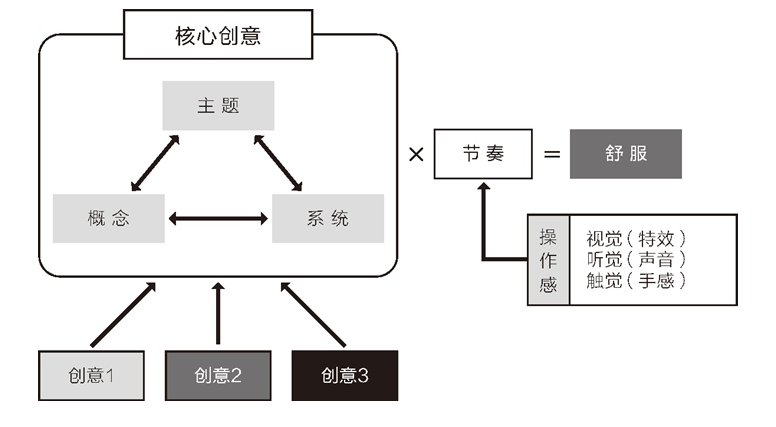 核心创意
主题
概念
系统
×
节奏
=
舒服
操作感
视觉(特效)
听觉(声音)
触觉(手感)
创意1
创意2
创意3